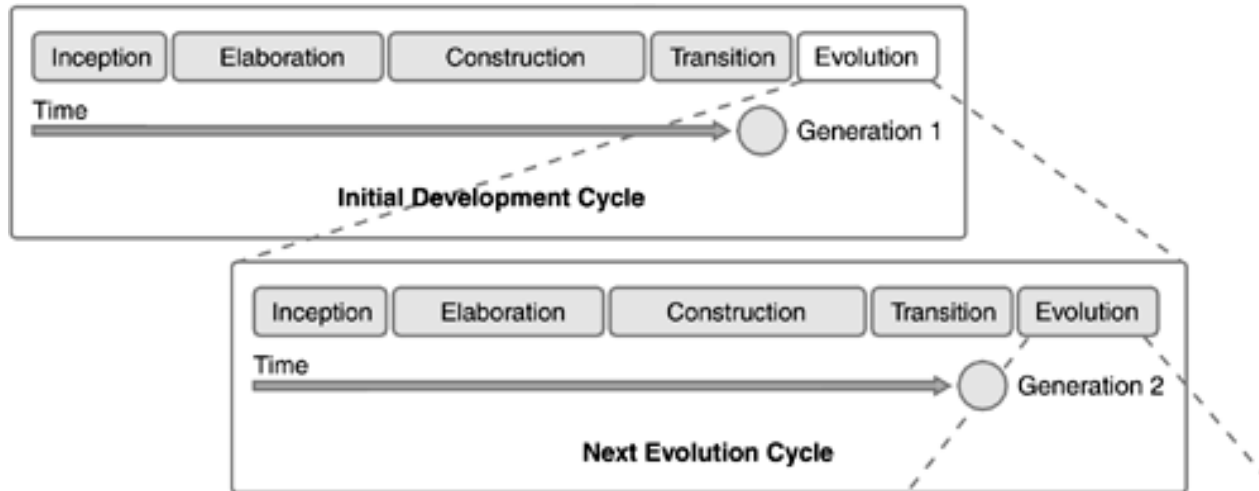 Inception Elaboration Construction Transition Evolution
Time
Generation 1
Initial Development Cycle
Inception Elaboration Construction Transition Evolution
Time
Generation 2
Next Evolution Cycle